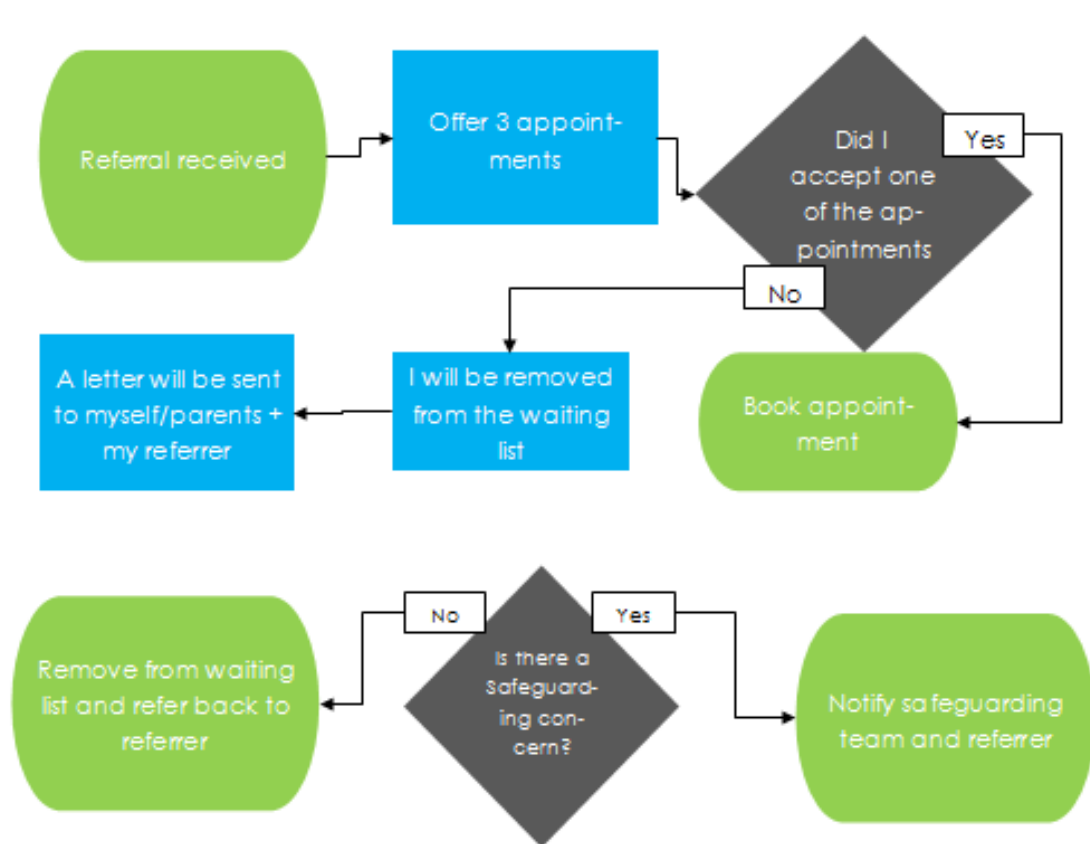 Referral received
Offer 3 appoint-
ments
Did I
accept one
of the ap-
pointments
Yes
No
A letter will be sent
to myself/parents +
my referrer
I will be removed
from the waiting
list
Book appoint-
ment
No
Yes
Is there a
Safeguard-
ing con-
cern?
Remove from waiting
list and refer back to
referrer
Notify safeguarding
team and referrer